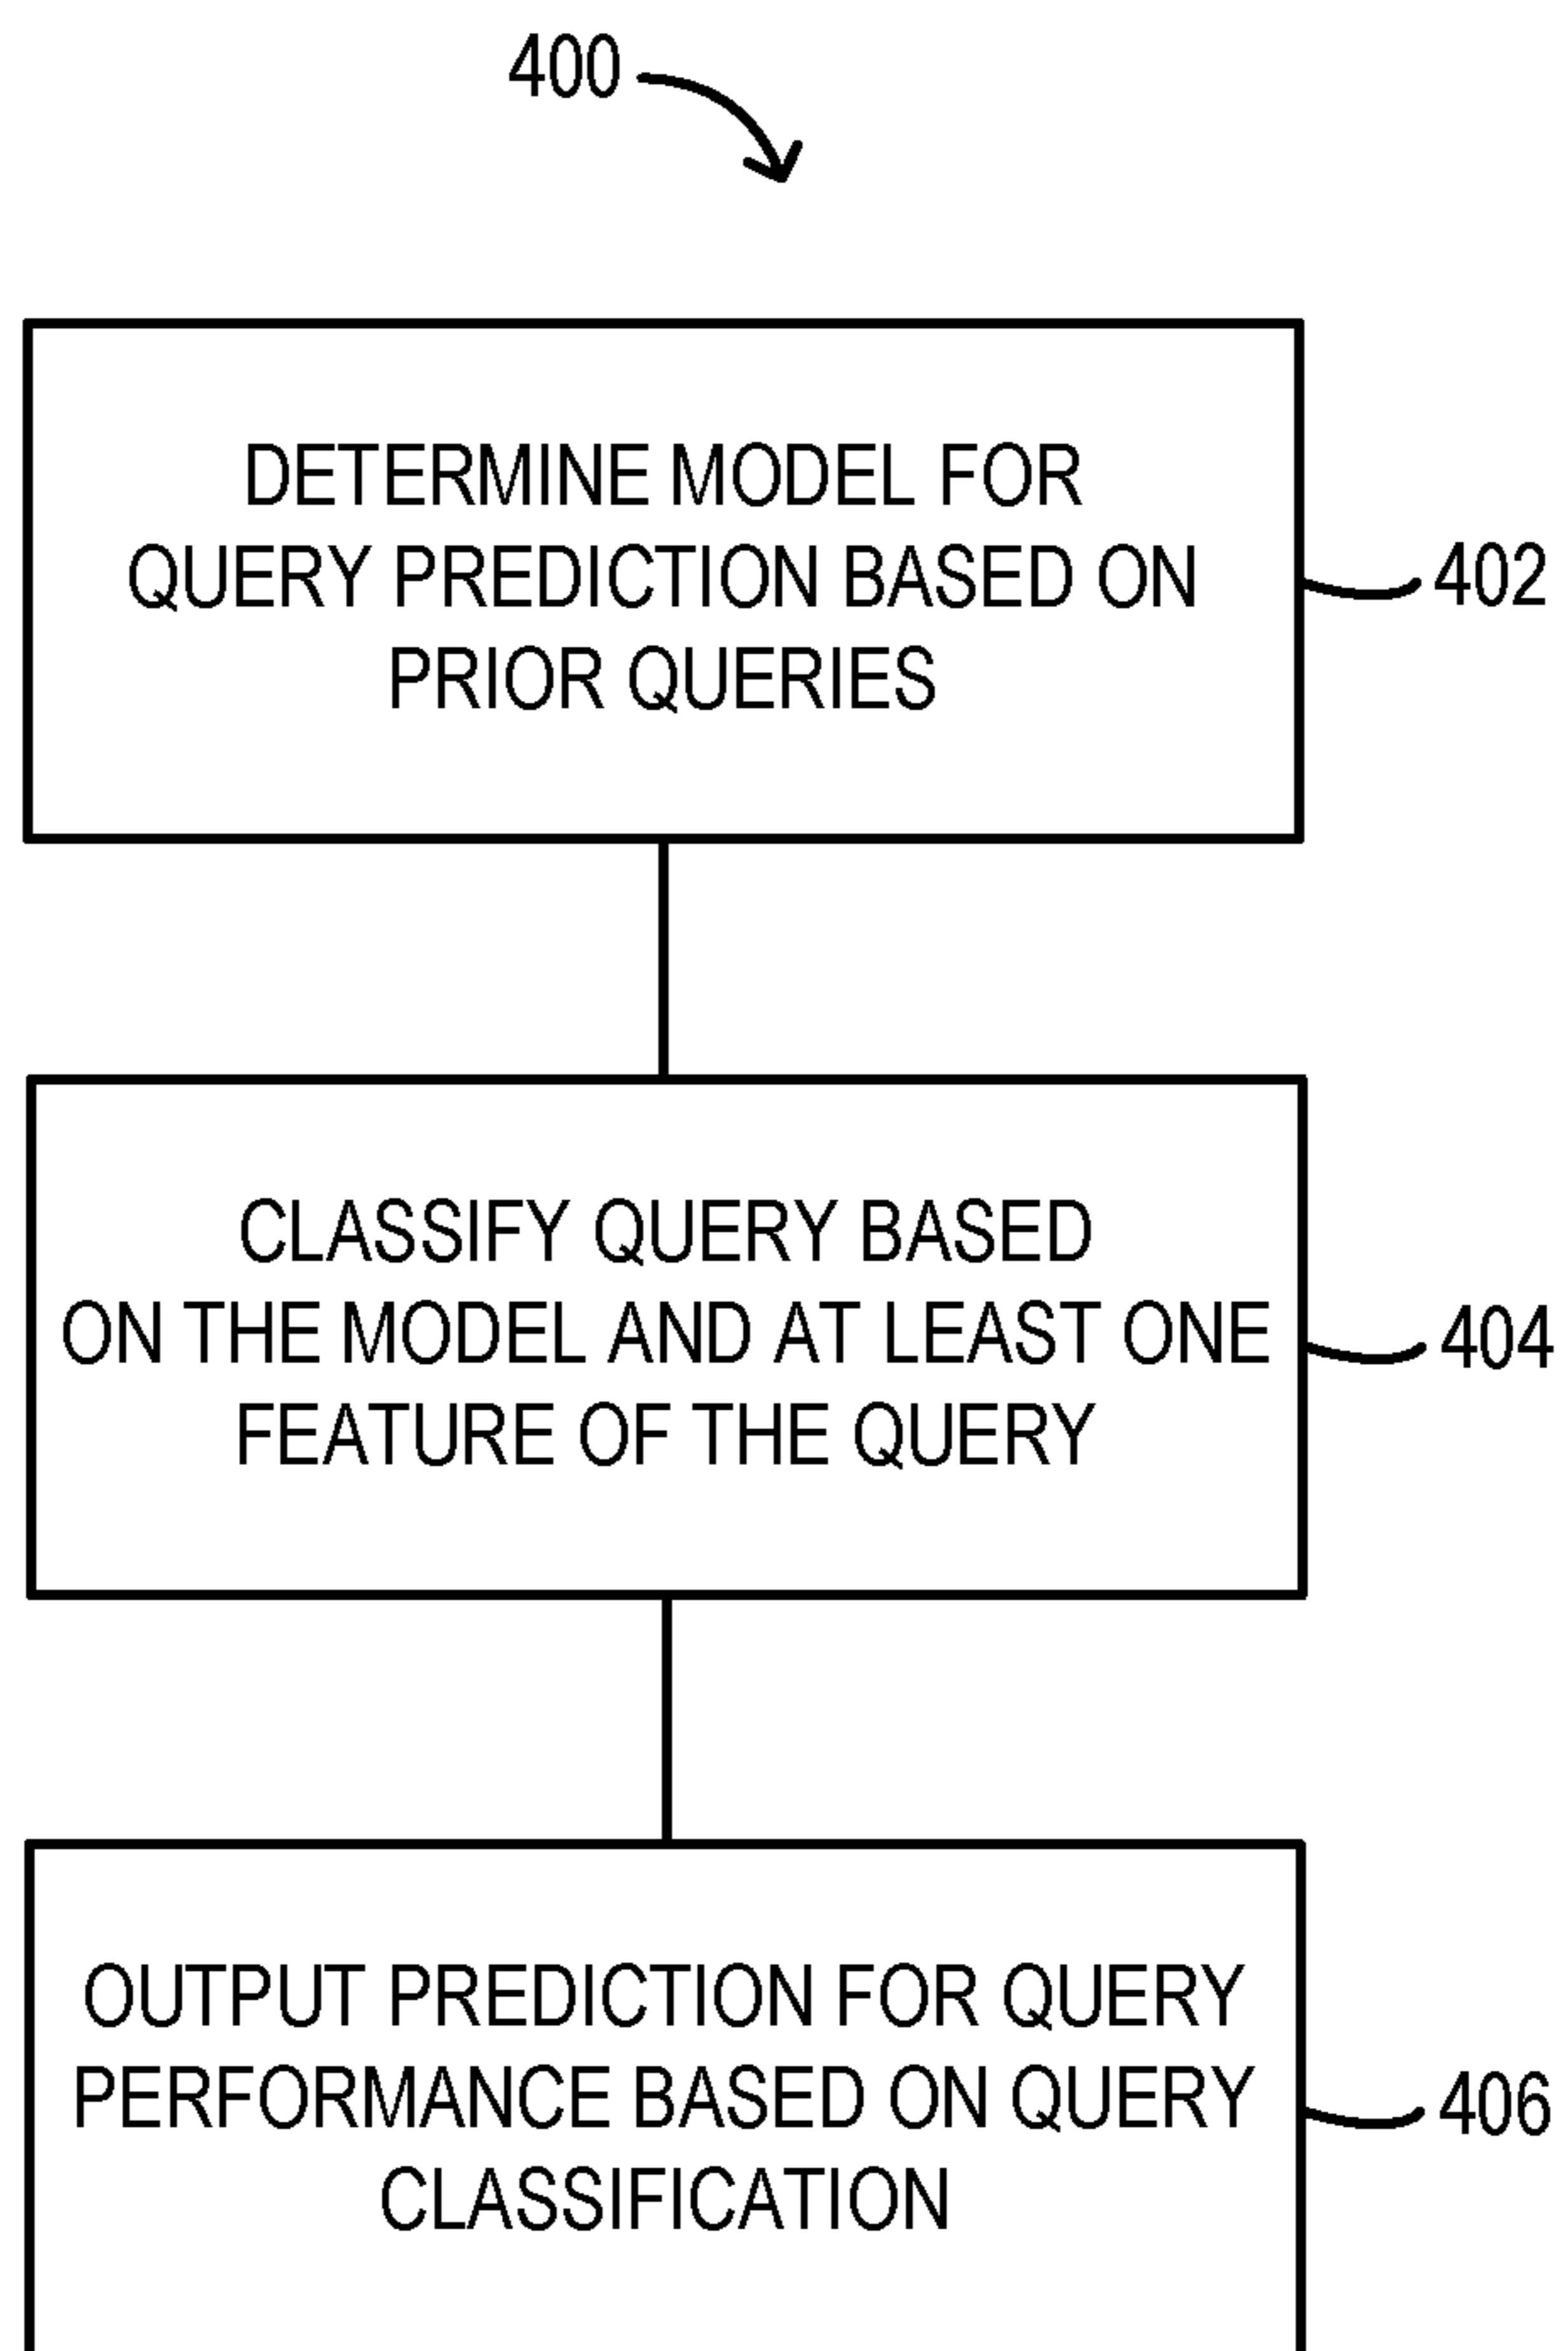 400
DETERMINE MODEL FOR
QUERY PREDICTION BASED ON
PRIOR QUERIES
402
CLASSIFY QUERY BASED
ON THE MODEL AND AT LEAST ONE
FEATURE OF THE QUERY
404
OUTPUT PREDICTION FOR QUERY
PERFORMANCE BASED ON QUERY
CLASSIFICATION
406